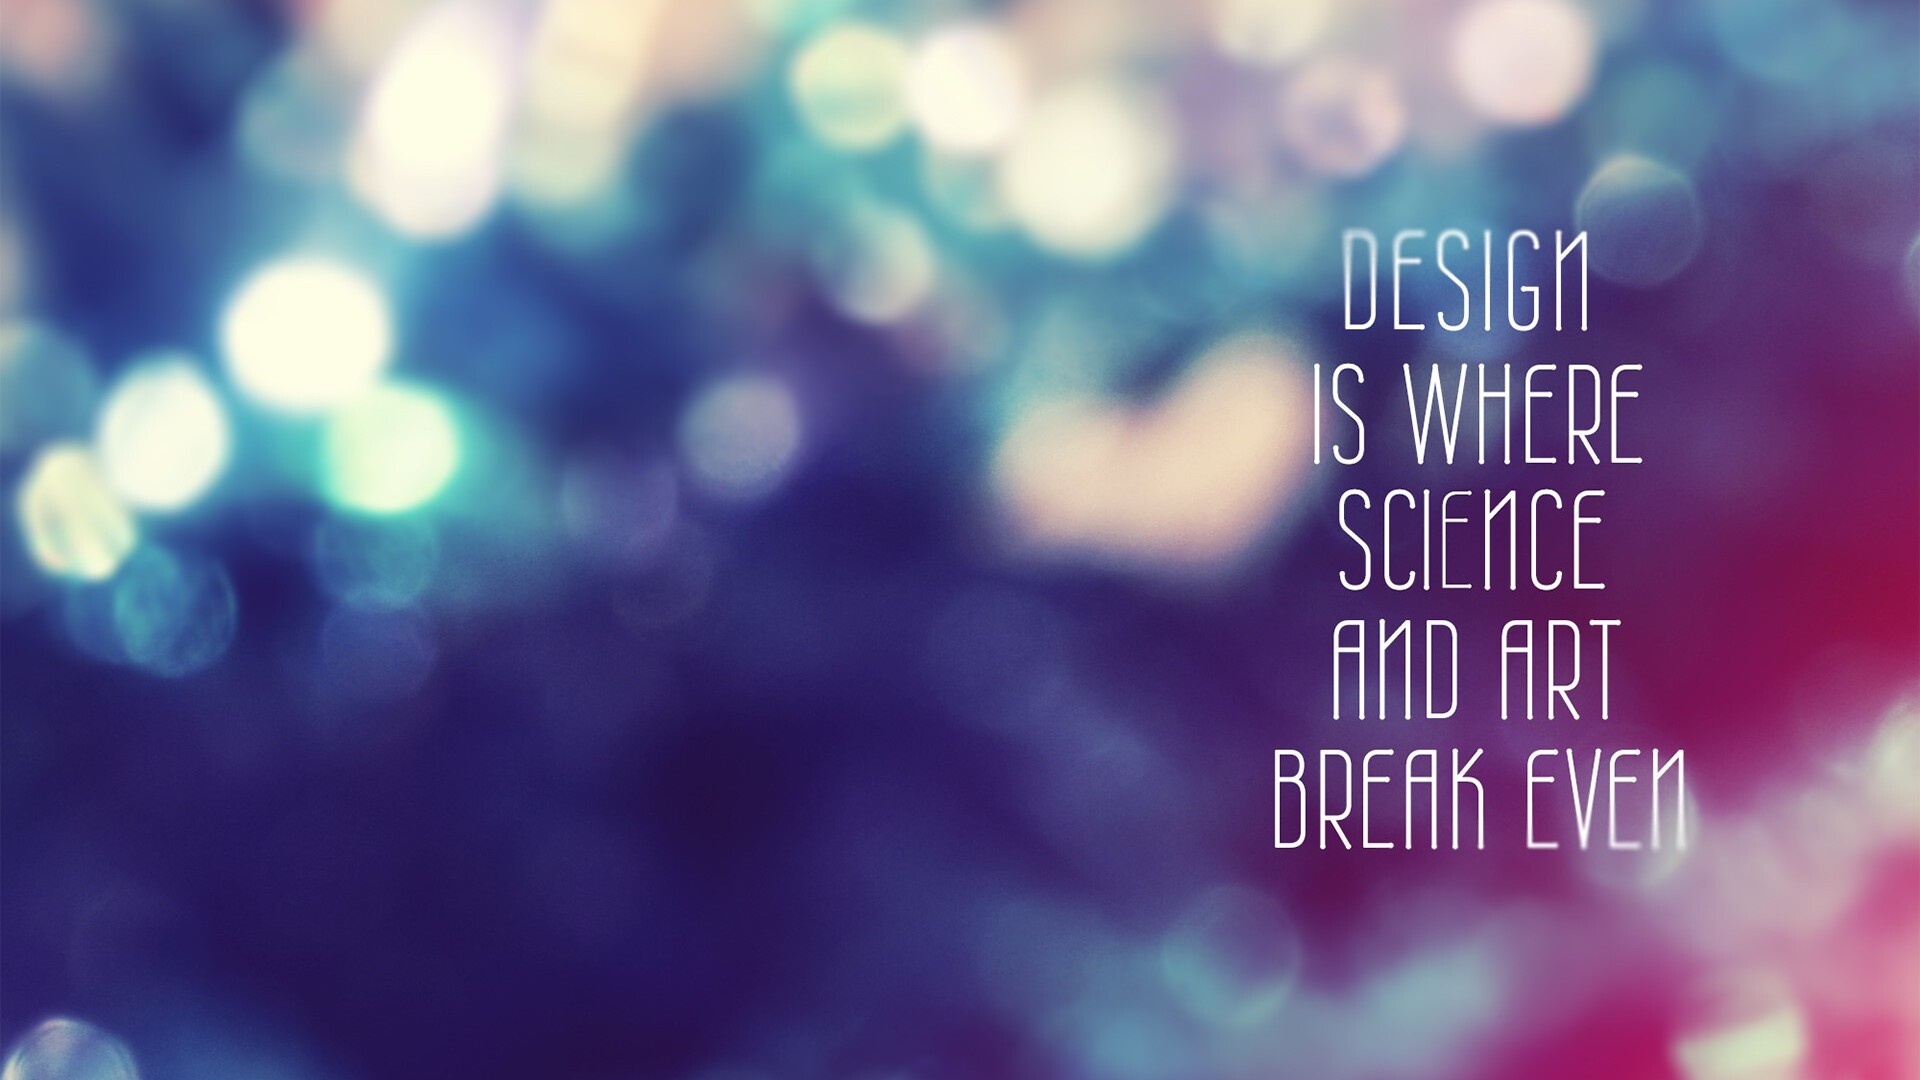 DESIGN
IS WHERE
SCIENCE
AND ART
BREAK EVEN